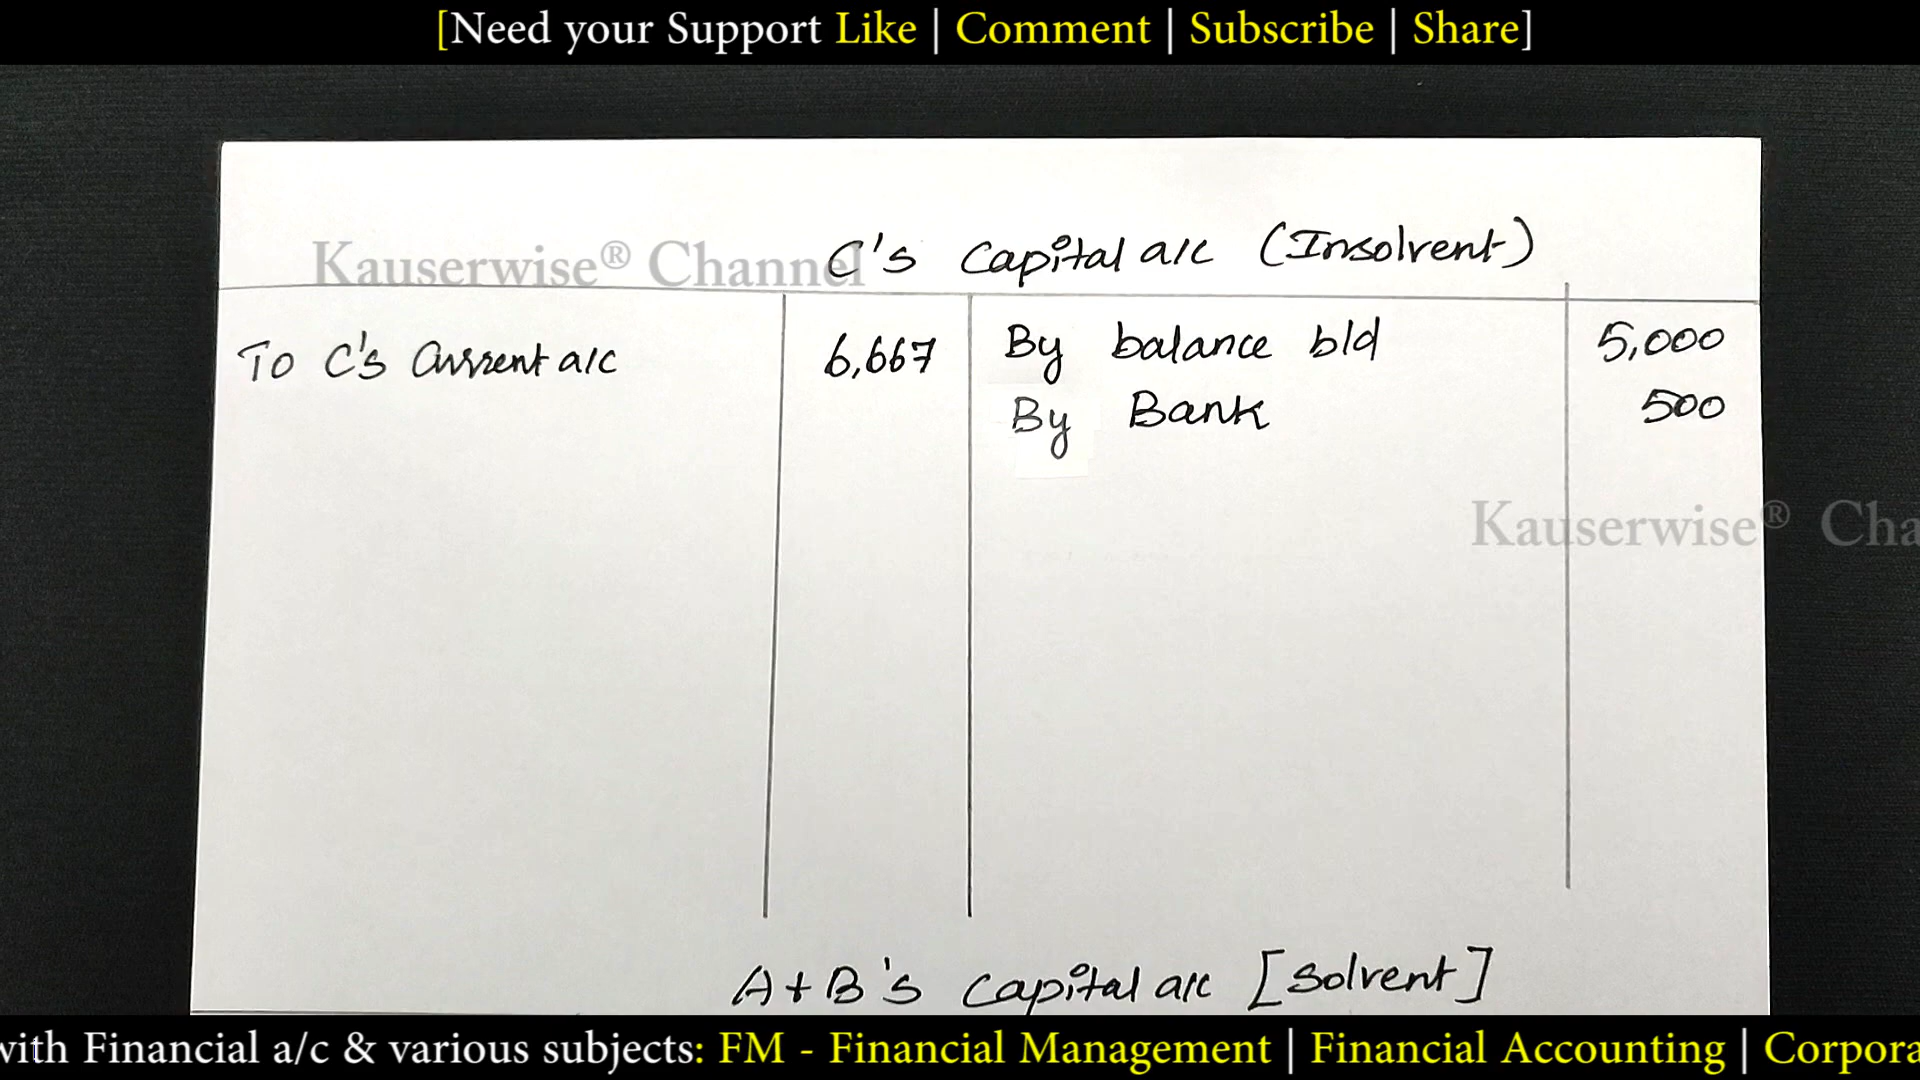 [Need your Support Like | Comment | Subscribe | Share]
Kauserwise® Channel
C's Capital a/c (Insolvent)
To C's Current a/c 6,667 By balance b/d 5,000
By Bank 500
Kauserwise® Cha
A+B's Capital a/c [Solvent]
with Financial a/c & various subjects: FM - Financial Management | Financial Accounting | Corpora